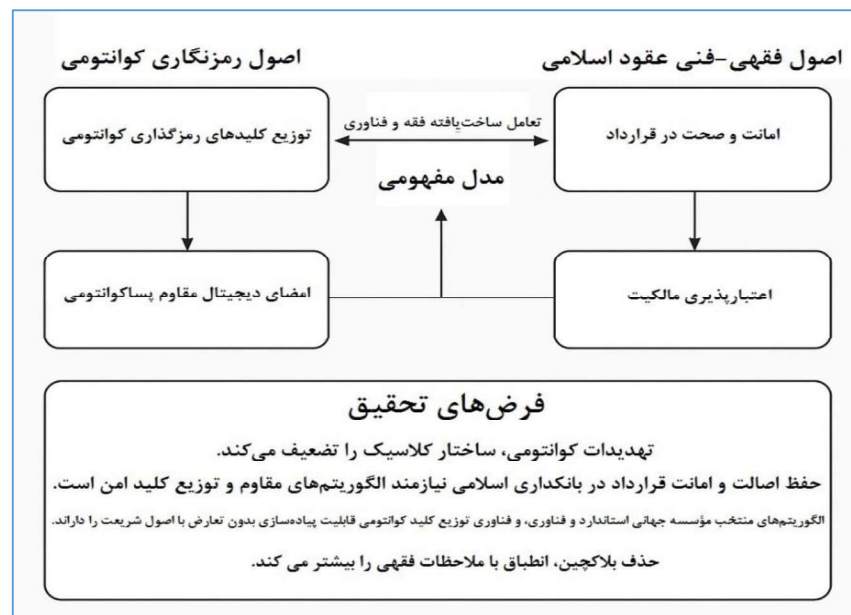 اصول فقهی-فنی عقود اسلامی
اصول رمزنگاری کوانتومی
امانت و صحت در قرارداد
تعامل ساخت‌یافته فقه و فناوری
توزیع کلیدهای رمزگذاری کوانتومی
مدل مفهومی
اعتبارپذیری مالکیت
امضای دیجیتال مقاوم پساکوانتومی
فرض‌های تحقیق
تهدیدات کوانتومی، ساختار کلاسیک را تضعیف می‌کند.
حفظ اصالت و امانت قرارداد در بانکداری اسلامی نیازمند الگوریتم‌های مقاوم و توزیع کلید امن است.
الگوریتم‌های منتخب مؤسسه جهانی استاندارد و فناوری، و فناوری توزیع کلید کوانتومی قابلیت پیاده‌سازی بدون تعارض با اصول شریعت را داراند.
حذف بلاکچین، انطباق با ملاحظات فقهی را بیشتر می کند.